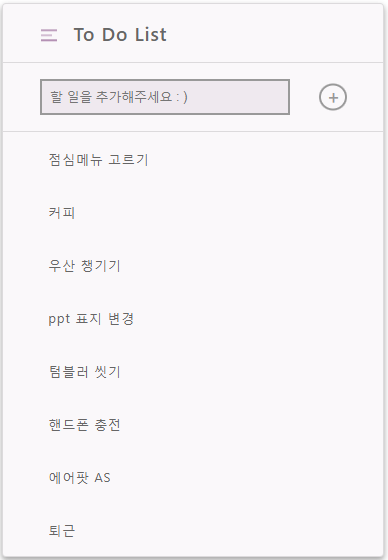 To Do List
할 일을 추가해주세요 : )
+
점심메뉴 고르기
커피
우산 챙기기
ppt 표지 변경
텀블러 씻기
핸드폰 충전
에어팟 AS
퇴근